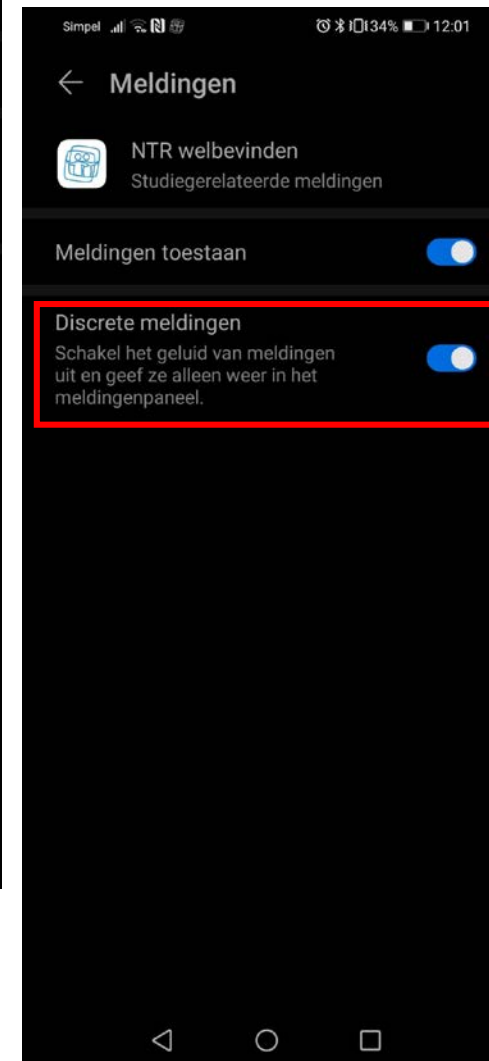 Simpel 34% 12:01
Meldingen
NTR welbevinden
Studiegerelateerde meldingen
Meldingen toestaan
Discrete meldingen
Schakel het geluid van meldingen
uit en geef ze alleen weer in het
meldingenpaneel.